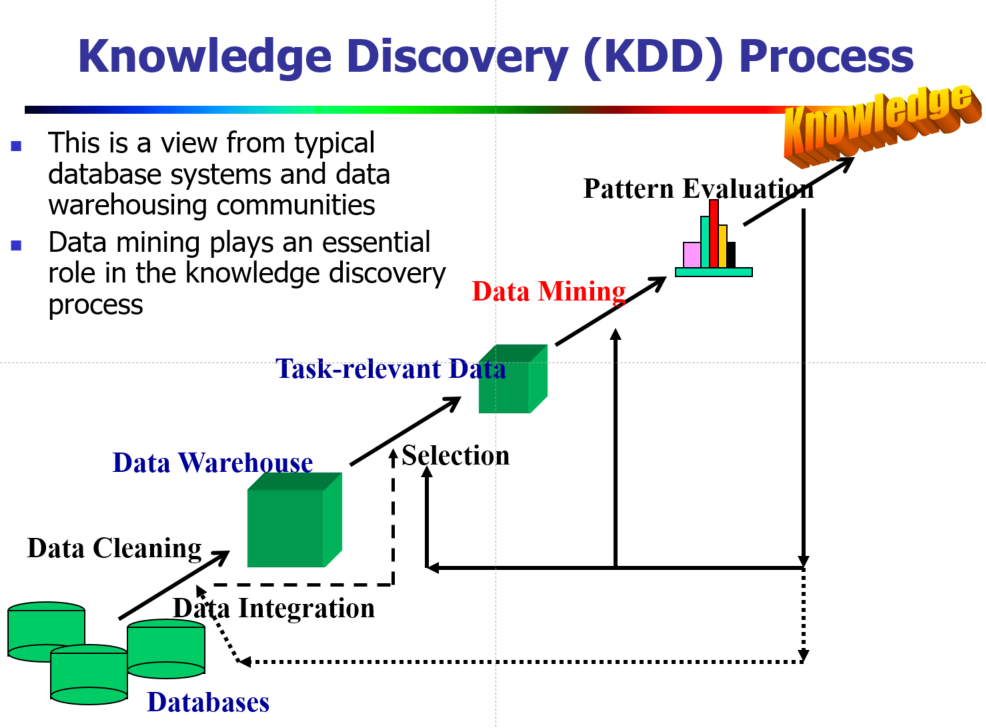 Knowledge Discovery (KDD) Process
Knowledge
This is a view from typical
database systems and data
warehousing communities
Data mining plays an essential
role in the knowledge discovery
process
Pattern Evaluation
Data Mining
Task-relevant Data
Selection
Data Warehouse
Data Cleaning
Data Integration
Databases